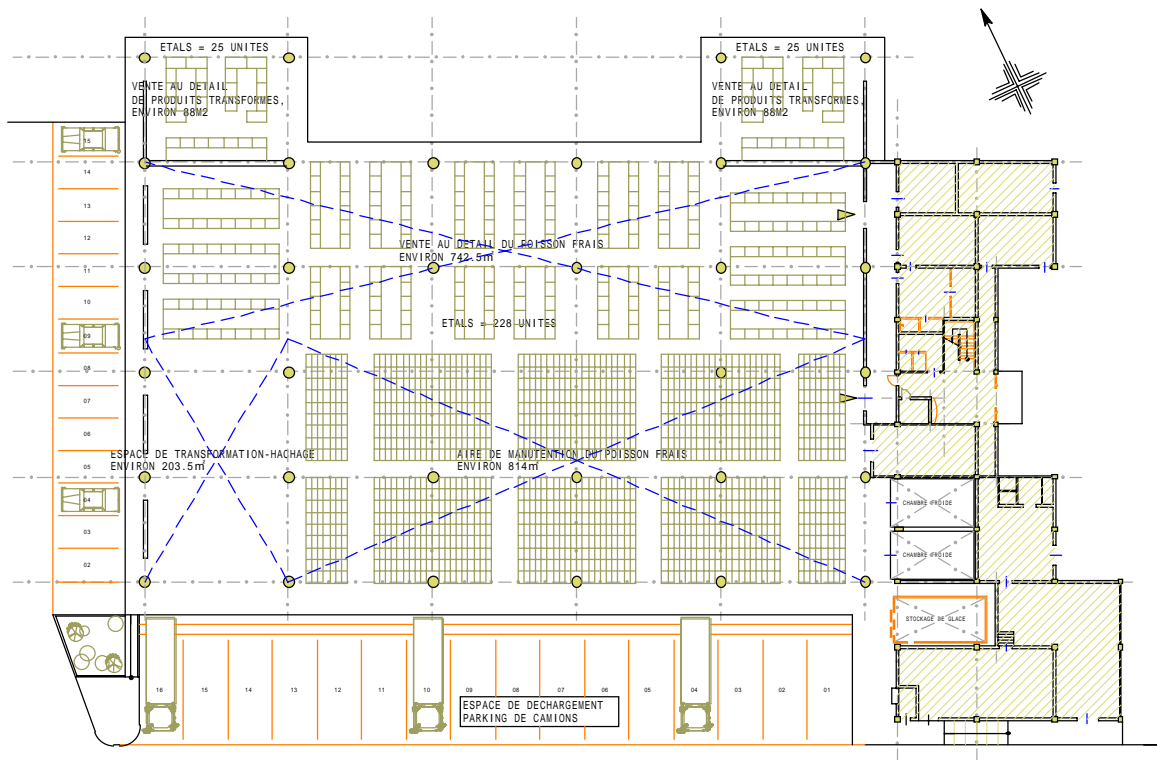 ETALS = 25 UNITES
ETALS = 25 UNITES
VENTE AU DETAIL
DE PRODUITS TRANSFORMES,
ENVIRON 88M2
VENTE AU DETAIL
DE PRODUITS TRANSFORMES,
ENVIRON 88M2
15
14
13
12
11
10
09
08
07
06
05
04
03
02
VENTE AU DETAIL DU POISSON FRAIS
ENVIRON 742.5m²
ETALS = 228 UNITES
ESPACE DE TRANSFORMATION-HACHAGE
ENVIRON 203.5m²
AIRE DE MANUTENTION DU POISSON FRAIS
ENVIRON 814m²
CHAMBRE FROIDE
CHAMBRE FROIDE
STOCKAGE DE GLACE
16
15
14
13
12
11
10
09
08
07
06
05
04
03
02
01
ESPACE DE DECHARGEMENT
PARKING DE CAMIONS